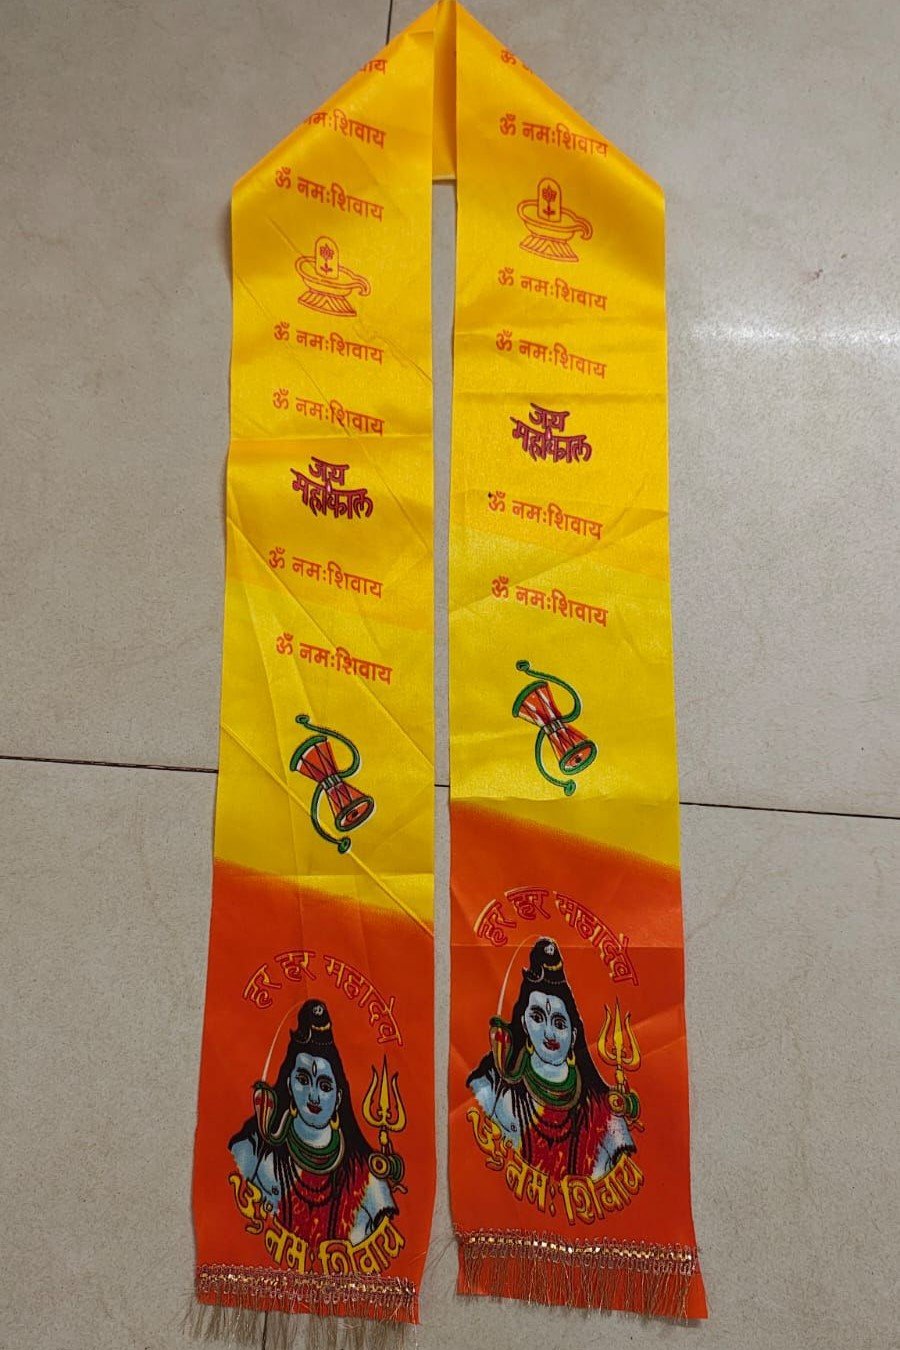 ाय
मःशिवाय
ॐ नमःशिवाय
ॐ नमःशिवाय
ॐ नमःशिवाय
जय
महाकाल
ॐ नमःशिवाय
ॐ नमःशिवाय
हर हर महादेव
ॐ नमः शिवाय
ॐ न
ॐ नमःशिवाय
ॐ नमःशिवाय
ॐ नमःशिवाय
जय
महाकाल
ॐ नमःशिवाय
ॐ नमःशिवाय
हर हर महादेव
ॐ नमः शिवाय